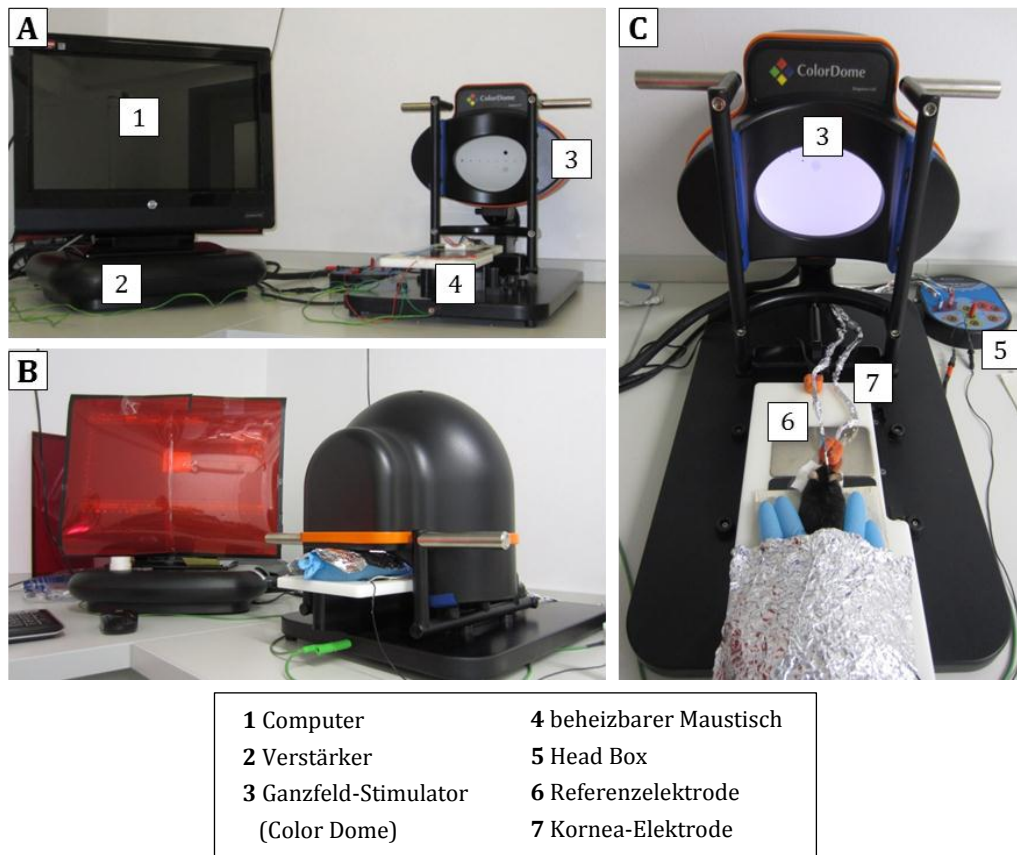 A
1
2
ColorDome
3
4
B
C
ColorDome
3
5
7
6
1 Computer
2 Verstärker
3 Ganzfeld-Stimulator
(Color Dome)
4 beheizbarer Maustisch
5 Head Box
6 Referenzelektrode
7 Kornea-Elektrode